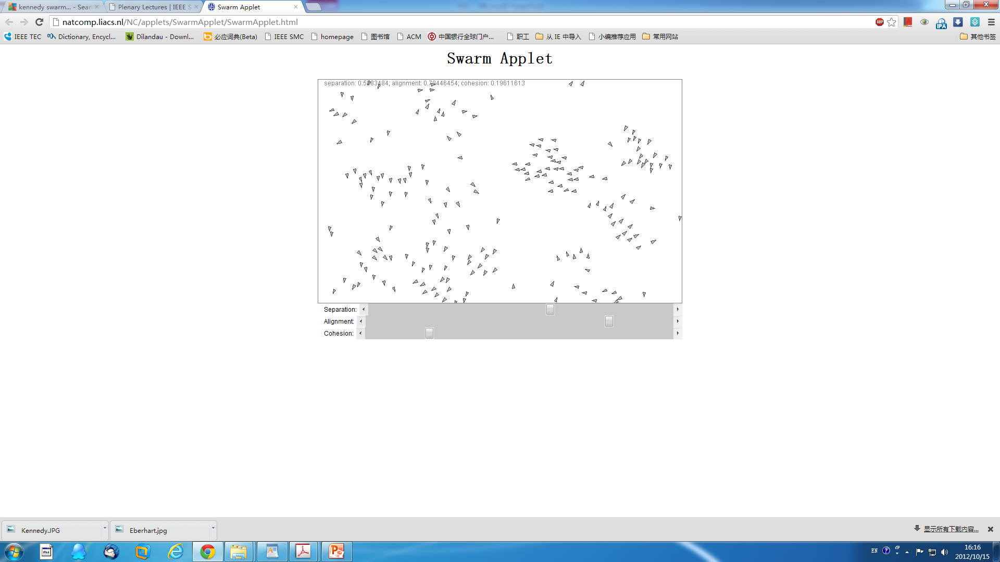 kennedy swarm... - Sear
Plenary Lectures | IEEE S
Swarm Applet
natcomp.liacs.nl/NC/applets/SwarmApplet/SwarmApplet.html
ABP
IPA
IEEE TEC
Dictionary, Encycl...
Dilandau - Downl...
必应词典(Beta)
IEEE SMC
homepage
图书馆
ACM
中国银行全球门户...
职工
从 IE 中导入
小编推荐应用
常用网站
其他书签
Swarm Applet
separation: 0.5883484; alignment: 0.78446454; cohesion: 0.19611613
Separation:
Alignment:
Cohesion:
Kennedy.JPG
Eberhart.jpg
显示所有下载内容...
EN
16:16
2012/10/15